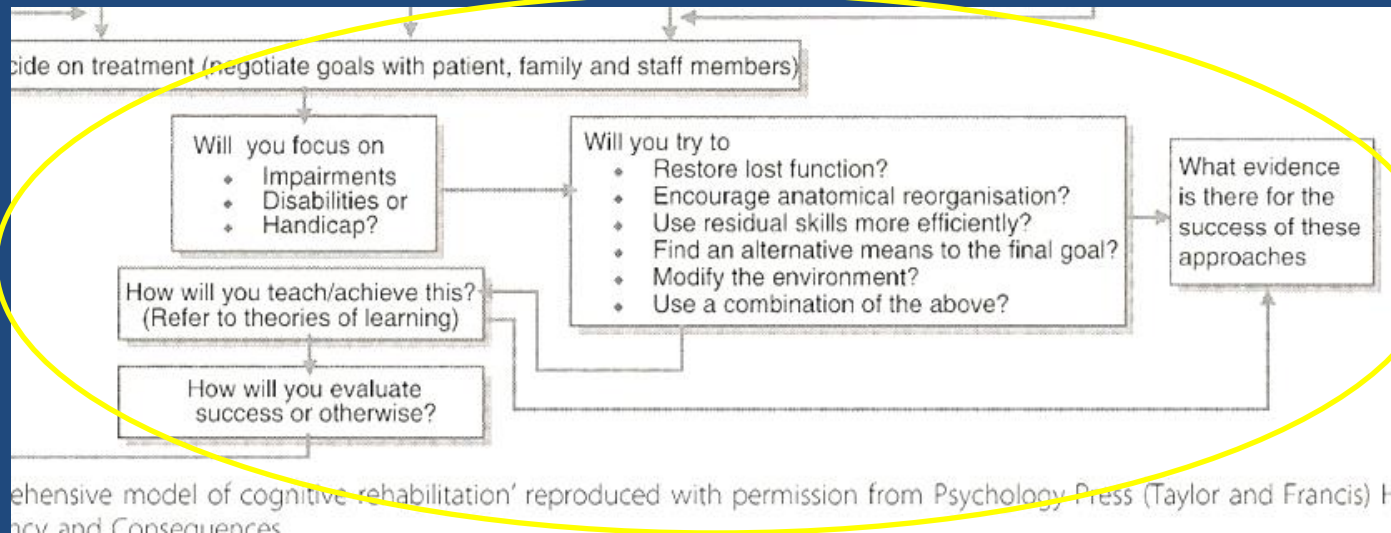 cide on treatment (negotiate goals with patient, family and staff members)
Will you focus on
• Impairments
• Disabilities or
• Handicap?
Will you try to
• Restore lost function?
• Encourage anatomical reorganisation?
• Use residual skills more efficiently?
• Find an alternative means to the final goal?
• Modify the environment?
• Use a combination of the above?
What evidence
is there for the
success of these
approaches
How will you teach/achieve this?
(Refer to theories of learning)
How will you evaluate
success or otherwise?
ehensive model of cognitive rehabilitation' reproduced with permission from Psychology Press (Taylor and Francis) H
ncy and Consequences